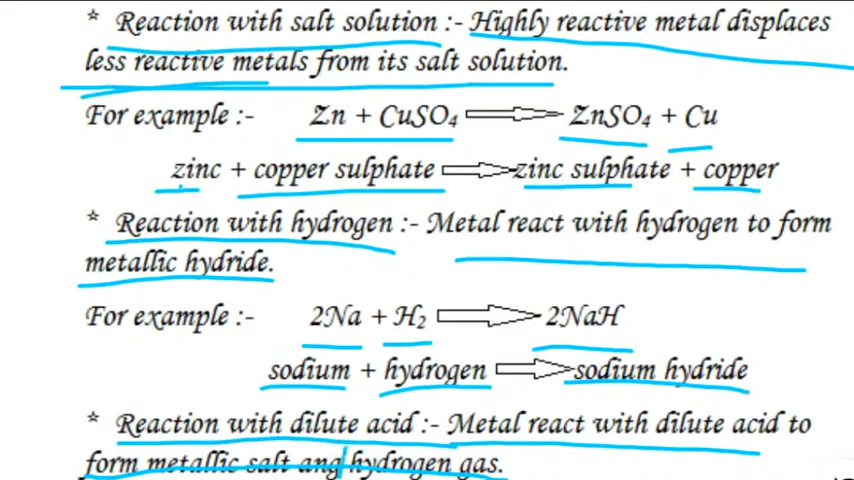 * Reaction with salt solution :- Highly reactive metal displaces
less reactive metals from its salt solution.
For example :- Zn + CuSO₄ ⇒ ZnSO₄ + Cu
zinc + copper sulphate ⇒ zinc sulphate + copper
* Reaction with hydrogen :- Metal react with hydrogen to form
metallic hydride.
For example :- 2Na + H₂ ⇒ 2NaH
sodium + hydrogen ⇒ sodium hydride
* Reaction with dilute acid :- Metal react with dilute acid to
form metallic salt ang hydrogen gas.